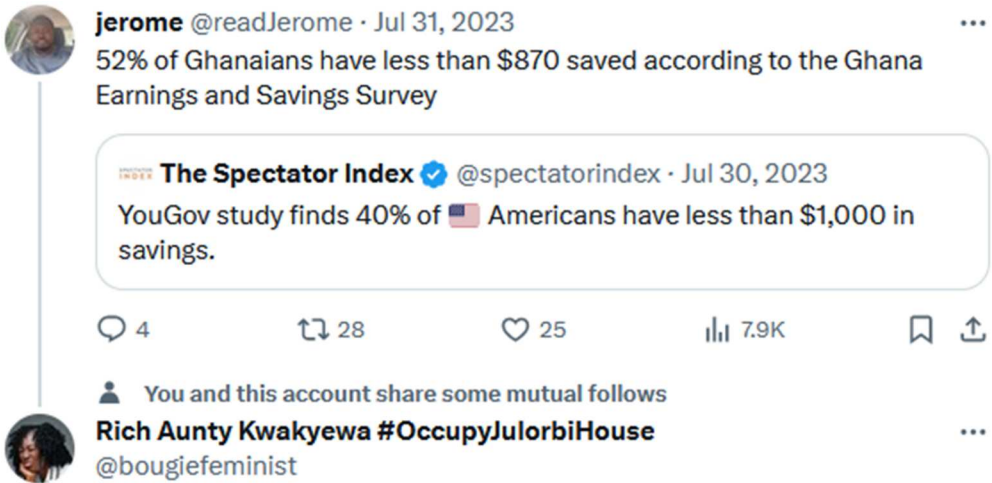 jerome @readJerome · Jul 31, 2023
52% of Ghanaians have less than $870 saved according to the Ghana
Earnings and Savings Survey
SPECTATOR
INDEX
The Spectator Index @spectatorindex · Jul 30, 2023
YouGov study finds 40% of 🇺🇸 Americans have less than $1,000 in
savings.
4 28 25 7.9K
You and this account share some mutual follows
Rich Aunty Kwakyewa #OccupyJulorbiHouse
@bougiefeminist